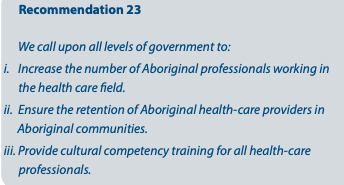 Recommendation 23
We call upon all levels of government to:
i. Increase the number of Aboriginal professionals working in
the health care field.
ii. Ensure the retention of Aboriginal health-care providers in
Aboriginal communities.
iii. Provide cultural competency training for all health-care
professionals.